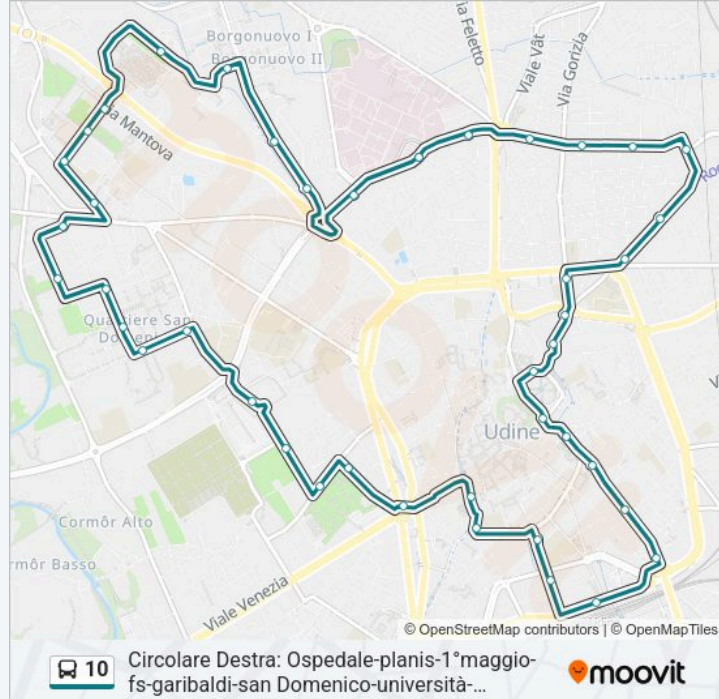 Borgonuovo I
Borgonuovo II
Via Feletto
Viale Vât
Via Gorizia
Via Mantova
Quartiere San
Udine
Cormôr Alto
Cormôr Basso
Viale Venezia
© OpenStreetMap contributors | © OpenMapTiles
10
Circolare Destra: Ospedale-planis-1°maggio-
fs-garibaldi-san Domenico-università-...
moovit